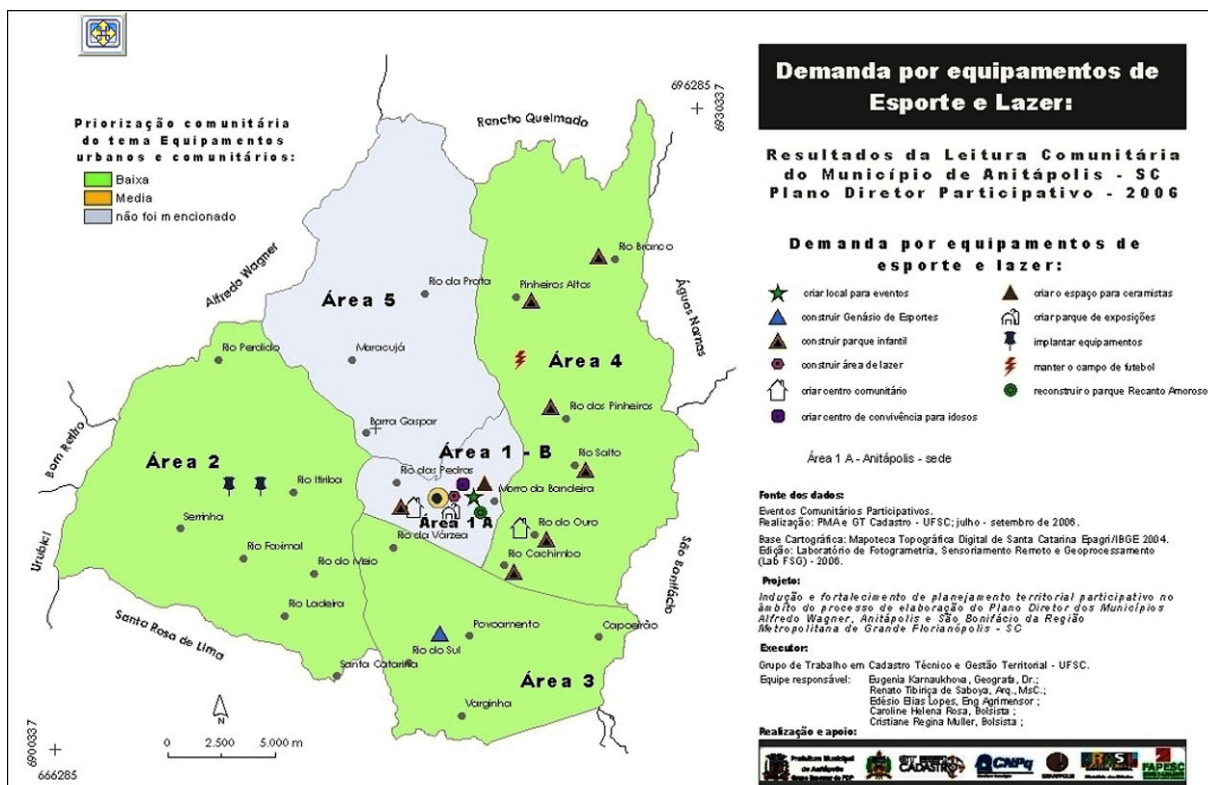 Demanda por equipamentos de
Esporte e Lazer:
Resultados da Leitura Comunitária
do Município de Anitápolis - SC
Plano Diretor Participativo - 2006
Priorização comunitária
do tema Equipamentos
urbanos e comunitários:
Baixa
Media
não foi mencionado
696285
6930337
Rancho Queimado
Alfredo Wagner
Águas Nornas
Bom Retiro
Urubici
Santa Rosa de Lima
São Bonifácio
Área 5
Rio da Prata
Maracujá
Barra Gaspar
Rio Branco
Pinheiros Altos
Área 4
Rio dos Pinheiros
Rio Salto
Rio do Ouro
Rio Cachimbo
Rio Perdido
Área 2
Rio Itiriba
Serrinha
Rio Faximal
Rio do Meio
Rio Ladeira
Santa Catarina
Área 1 - B
Rio das Pedras
Morro da Bandeira
Área 1 A
Rio da Várzea
Povoamento
Rio do Sul
Capoeirão
Área 3
Varginha
N
0 2.500 5.000 m
6900337
666285
Demanda por equipamentos de
esporte e lazer:
criar local para eventos
construir Genásio de Esportes
construir parque infantil
construir área de lazer
criar centro comunitário
criar centro de convivência para idosos
criar o espaço para ceramistas
criar parque de exposições
implantar equipamentos
manter o campo de futebol
reconstruir o parque Recanto Amoroso
Área 1 A - Anitápolis - sede
Fonte dos dados:
Eventos Comunitários Participativos.
Realização: PMA e GT Cadastro - UFSC; julho - setembro de 2006.
Base Cartográfica: Mapoteca Topográfica Digital de Santa Catarina Epagri/IBGE 2004.
Edição: Laboratório de Fotogrametria, Sensoriamento Remoto e Geoprocessamento
(Lab FSG) - 2006.
Projeto:
Indução e fortalecimento de planejamento territorial participativo no
âmbito do processo de elaboração do Plano Diretor dos Municípios
Alfredo Wagner, Anitápolis e São Bonifácio da Região
Metropolitana de Grande Florianópolis - SC
Executor:
Grupo de Trabalho em Cadastro Técnico e Gestão Territorial - UFSC.
Equipe responsável: Eugenia Karnaukhova, Geografa, Dr.;
Renato Tibiriça de Saboya, Arq., MsC.;
Edésio Elias Lopes, Eng Agrimensor ;
Caroline Helena Rosa, Bolsista ;
Cristiane Regina Muller, Bolsista ;
Realização e apoio:
Prefeitura Municipal
de Anitápolis
CADASTRO
CNPq
FAPESC